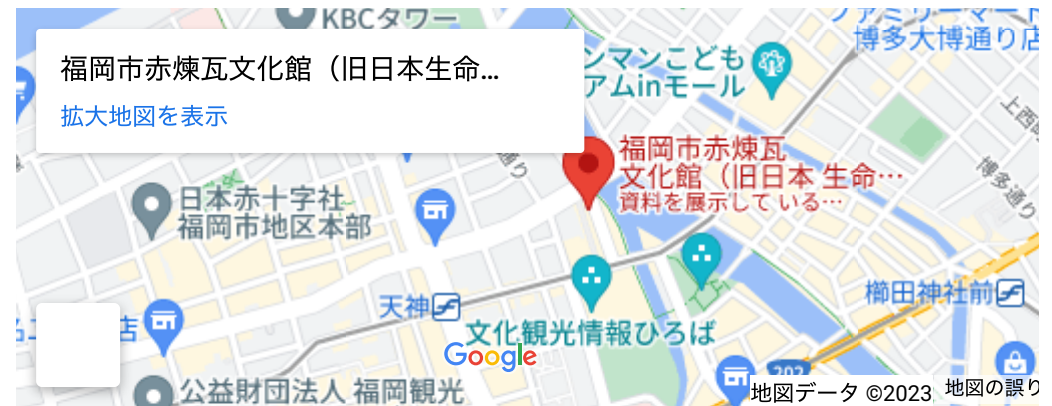 KBCタワー
ファミリーマート
博多大博通り店
福岡市赤煉瓦文化館（旧日本生命...
拡大地図を表示
ンマンこども
アムinモール
上西町
福岡市赤煉瓦
文化館（旧日本 生命…
資料を展示して いる…
博多通り
通り
日本赤十字社
福岡市地区本部
天神
櫛田神社前
店
文化観光情報ひろば
Google
公益財団法人 福岡観光
202
地図データ ©2023
地図の誤り